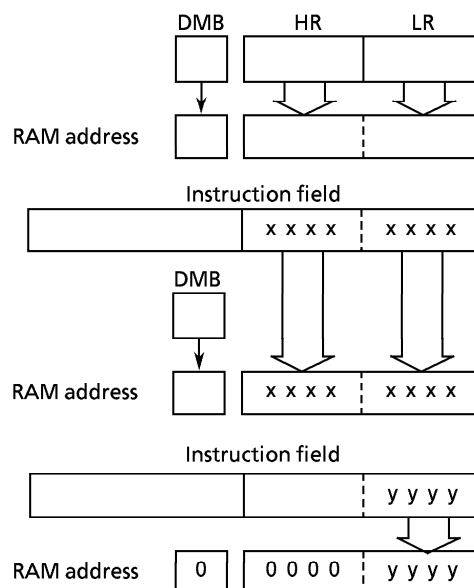 DMB HR LR
RAM address
Instruction field
x x x x x x x x
DMB
RAM address x x x x x x x x
Instruction field
y y y y
RAM address 0 0 0 0 0 y y y y